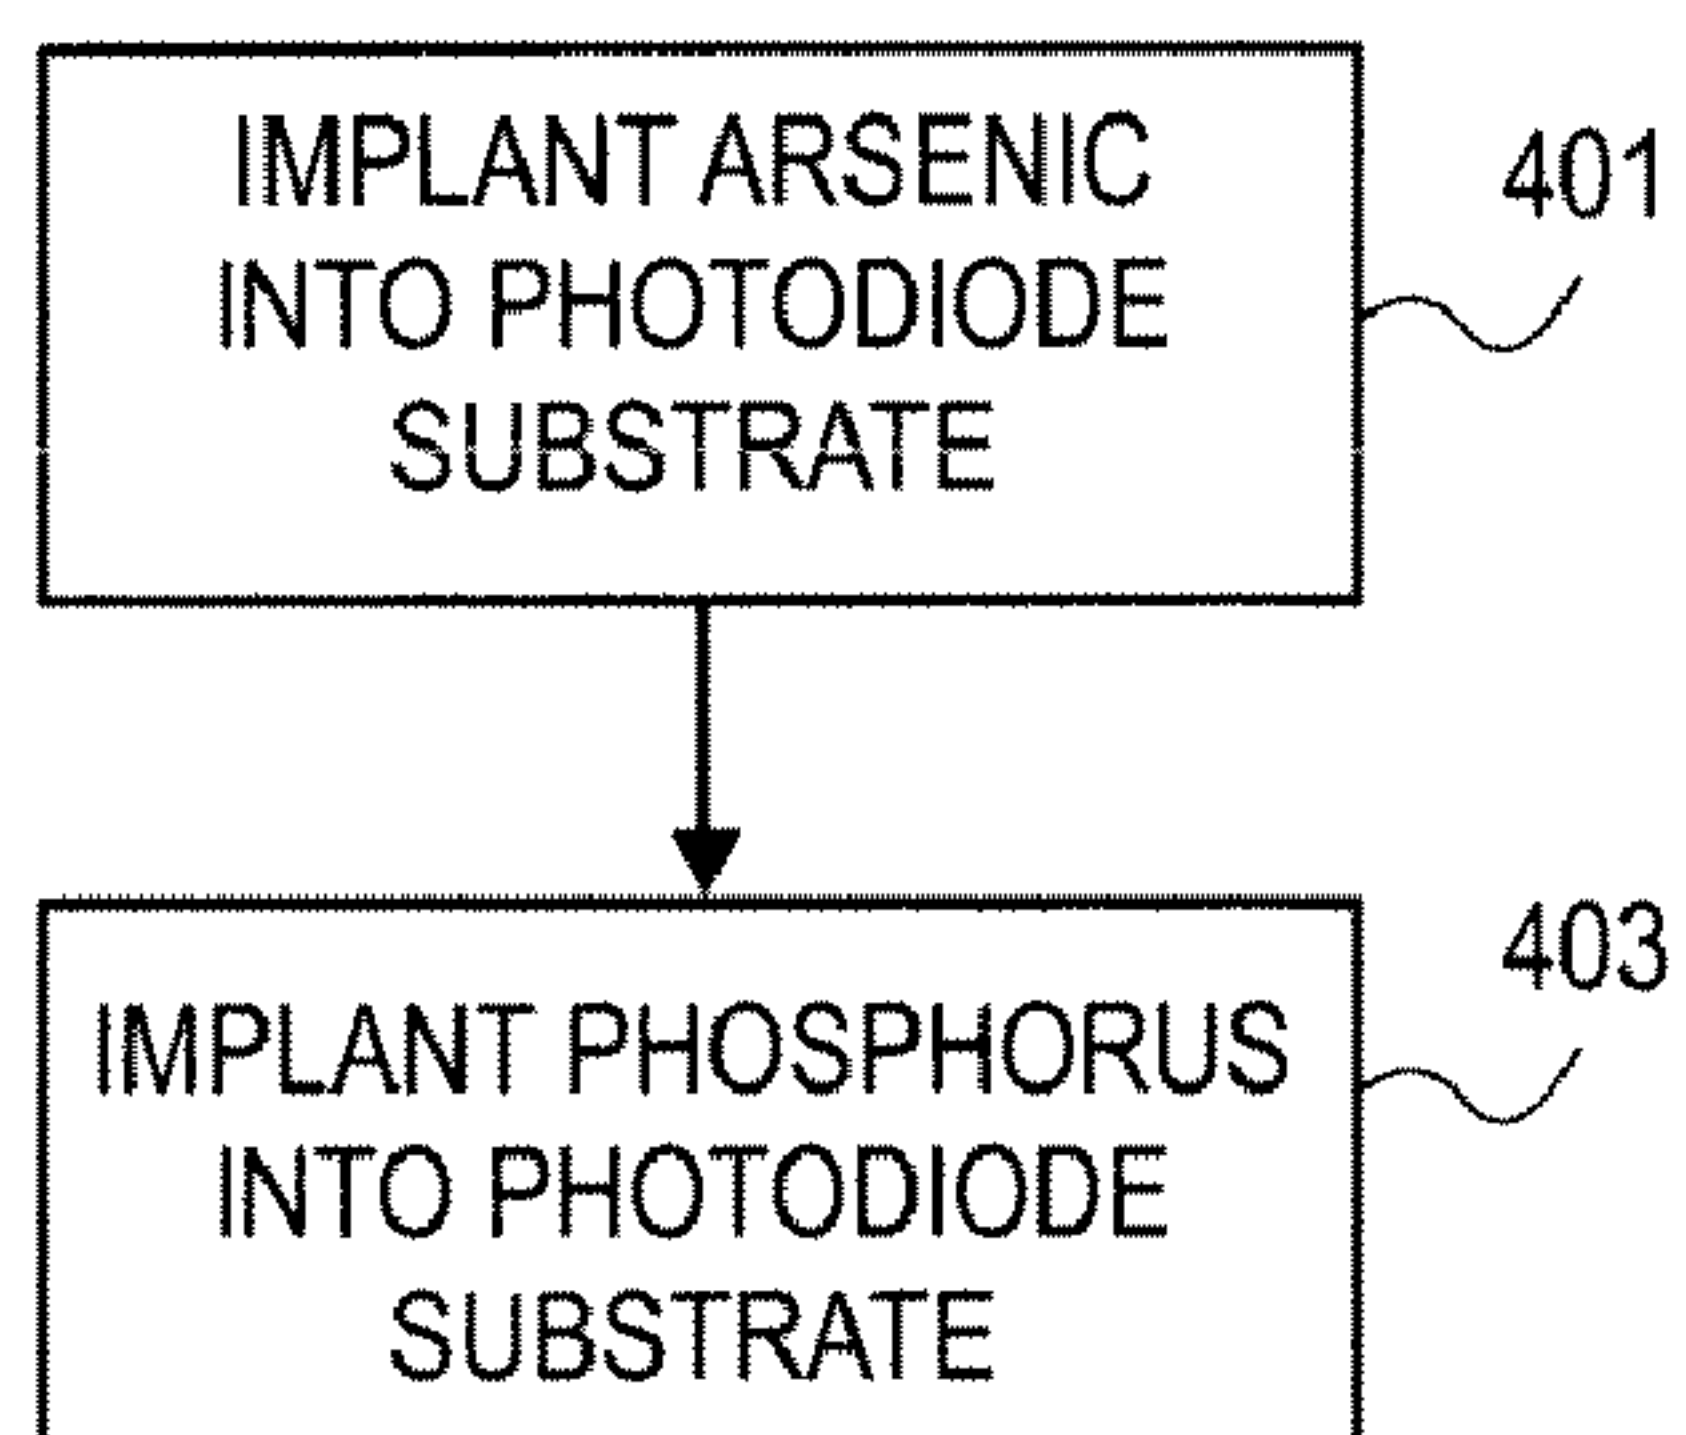 IMPLANT ARSENIC
INTO PHOTODIODE
SUBSTRATE
401
IMPLANT PHOSPHORUS
INTO PHOTODIODE
SUBSTRATE
403